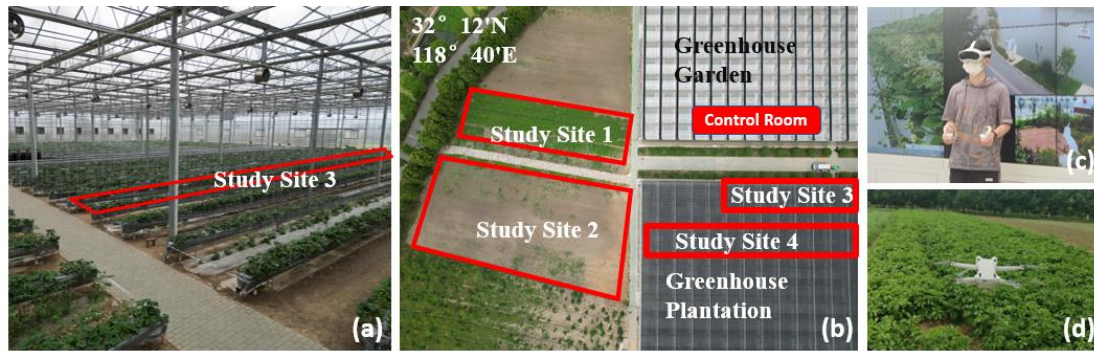 Study Site 3
(a)
32° 12'N
118° 40'E
Greenhouse
Garden
Control Room
Study Site 1
Study Site 3
Study Site 2
Study Site 4
Greenhouse
Plantation
(b)
(c)
(d)